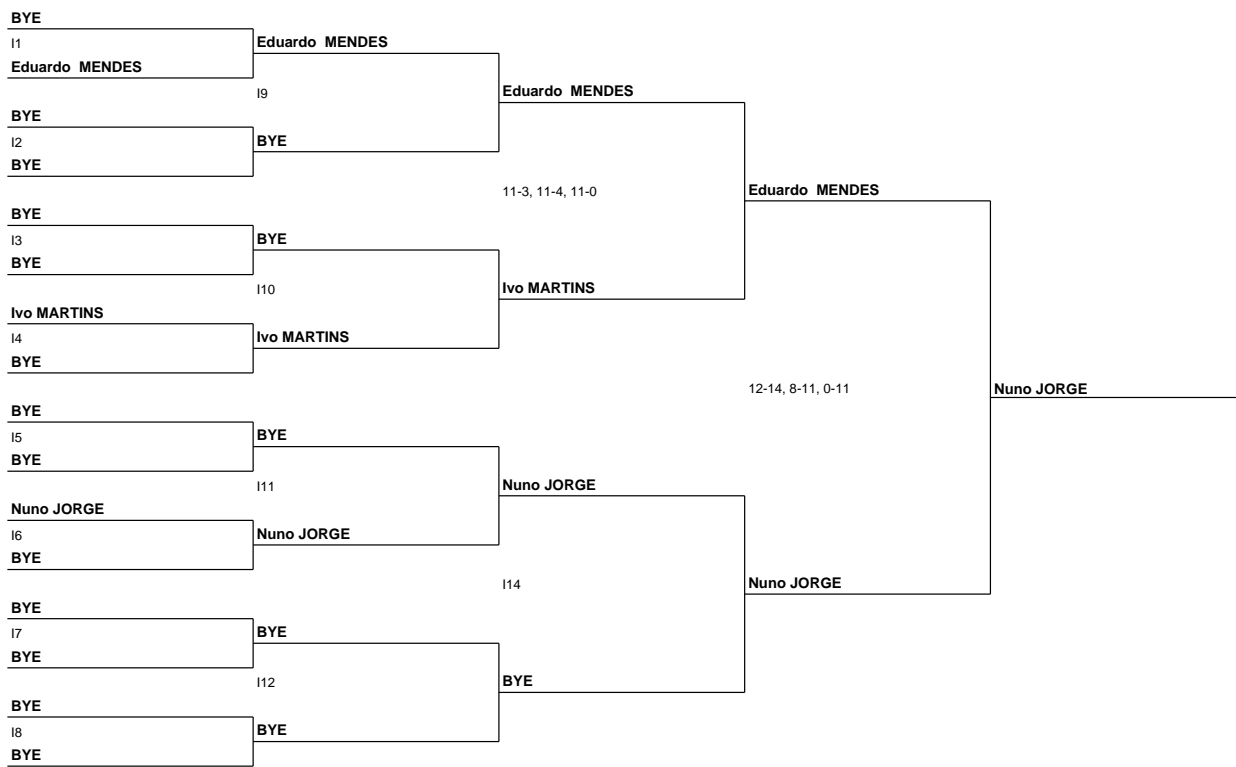 BYE
I1
Eduardo MENDES
Eduardo MENDES
I9
Eduardo MENDES
BYE
I2
BYE
BYE
11-3, 11-4, 11-0
Eduardo MENDES
BYE
I3
BYE
BYE
I10
Ivo MARTINS
Ivo MARTINS
I4
BYE
Ivo MARTINS
12-14, 8-11, 0-11
Nuno JORGE
BYE
I5
BYE
BYE
I11
Nuno JORGE
Nuno JORGE
I6
BYE
Nuno JORGE
I14
Nuno JORGE
BYE
I7
BYE
BYE
I12
BYE
BYE
I8
BYE
BYE